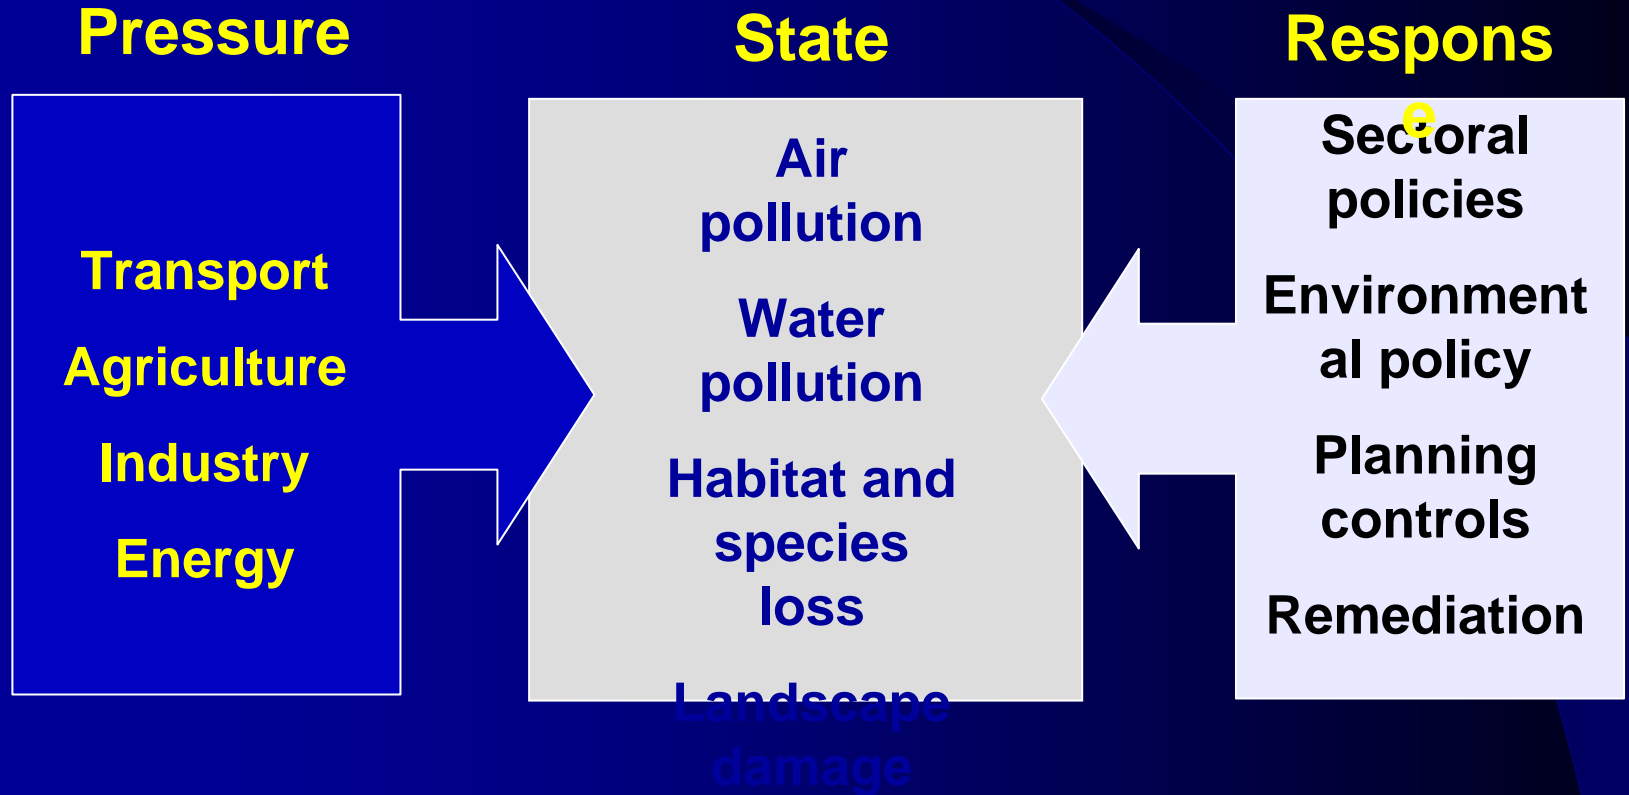 Pressure
Transport
Agriculture
Industry
Energy
State
Air
pollution
Water
pollution
Habitat and
species
loss
Landscape
damage
Respons
e
Sectoral
policies
Environment
al policy
Planning
controls
Remediation